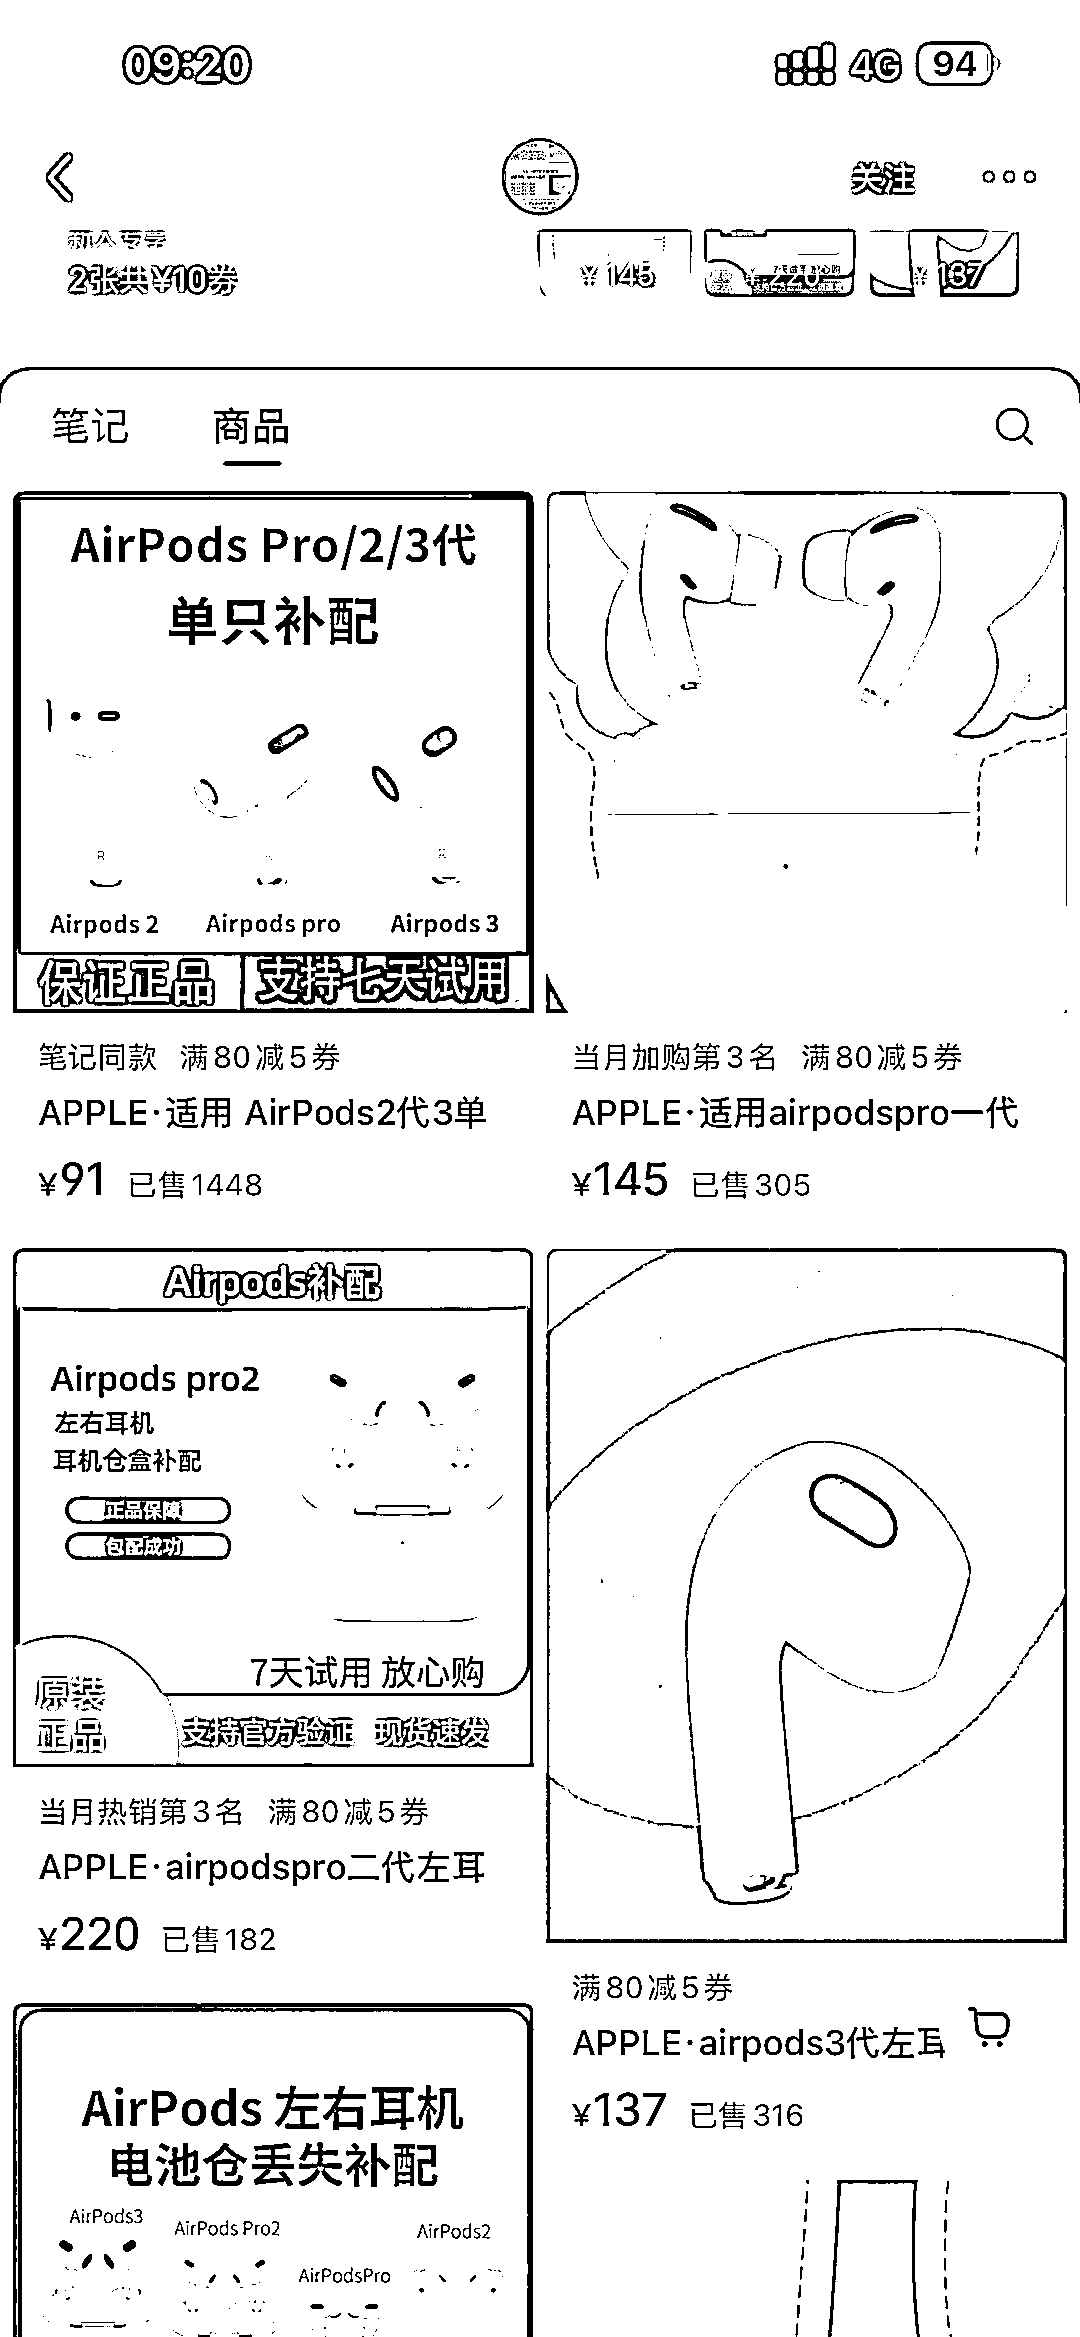 09:20
4G 94
关注
新人专享
2张共¥10券
¥145
¥220
¥137
笔记
商品
AirPods Pro/2/3代
单只补配
R
R
Airpods 2
Airpods pro
Airpods 3
保证正品
支持七天试用
笔记同款 满80减5券
APPLE·适用 AirPods2代3单
¥91 已售1448
当月加购第3名 满80减5券
APPLE·适用airpodspro一代
¥145 已售305
Airpods补配
Airpods pro2
左右耳机
耳机仓盒补配
正品保障
包配成功
7天试用 放心购
原装
正品
支持官方验证 现货速发
当月热销第3名 满80减5券
APPLE·airpodspro二代左耳
¥220 已售182
满80减5券
APPLE·airpods3代左耳
¥137 已售316
AirPods 左右耳机
电池仓丢失补配
AirPods3
AirPods Pro2
AirPodsPro
AirPods2